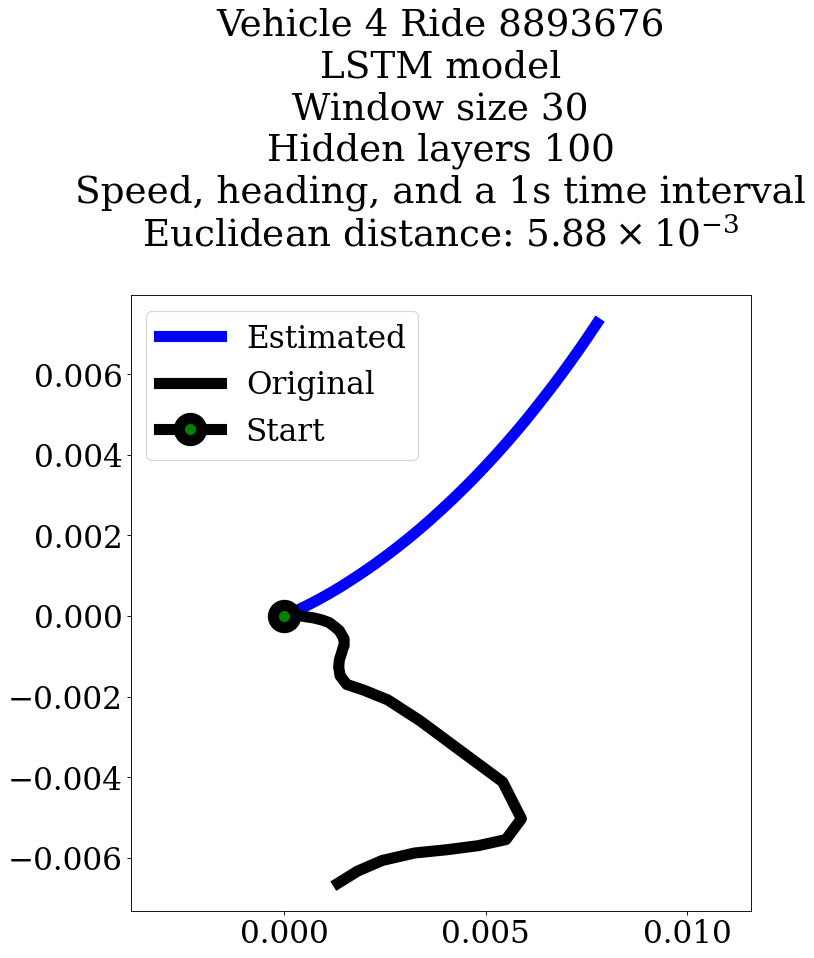 Vehicle 4 Ride 8893676
LSTM model
Window size 30
Hidden layers 100
Speed, heading, and a 1s time interval
Euclidean distance: 5.88 × 10⁻³
Estimated
Original
Start
0.006
0.004
0.002
0.000
−0.002
−0.004
−0.006
0.000 0.005 0.010